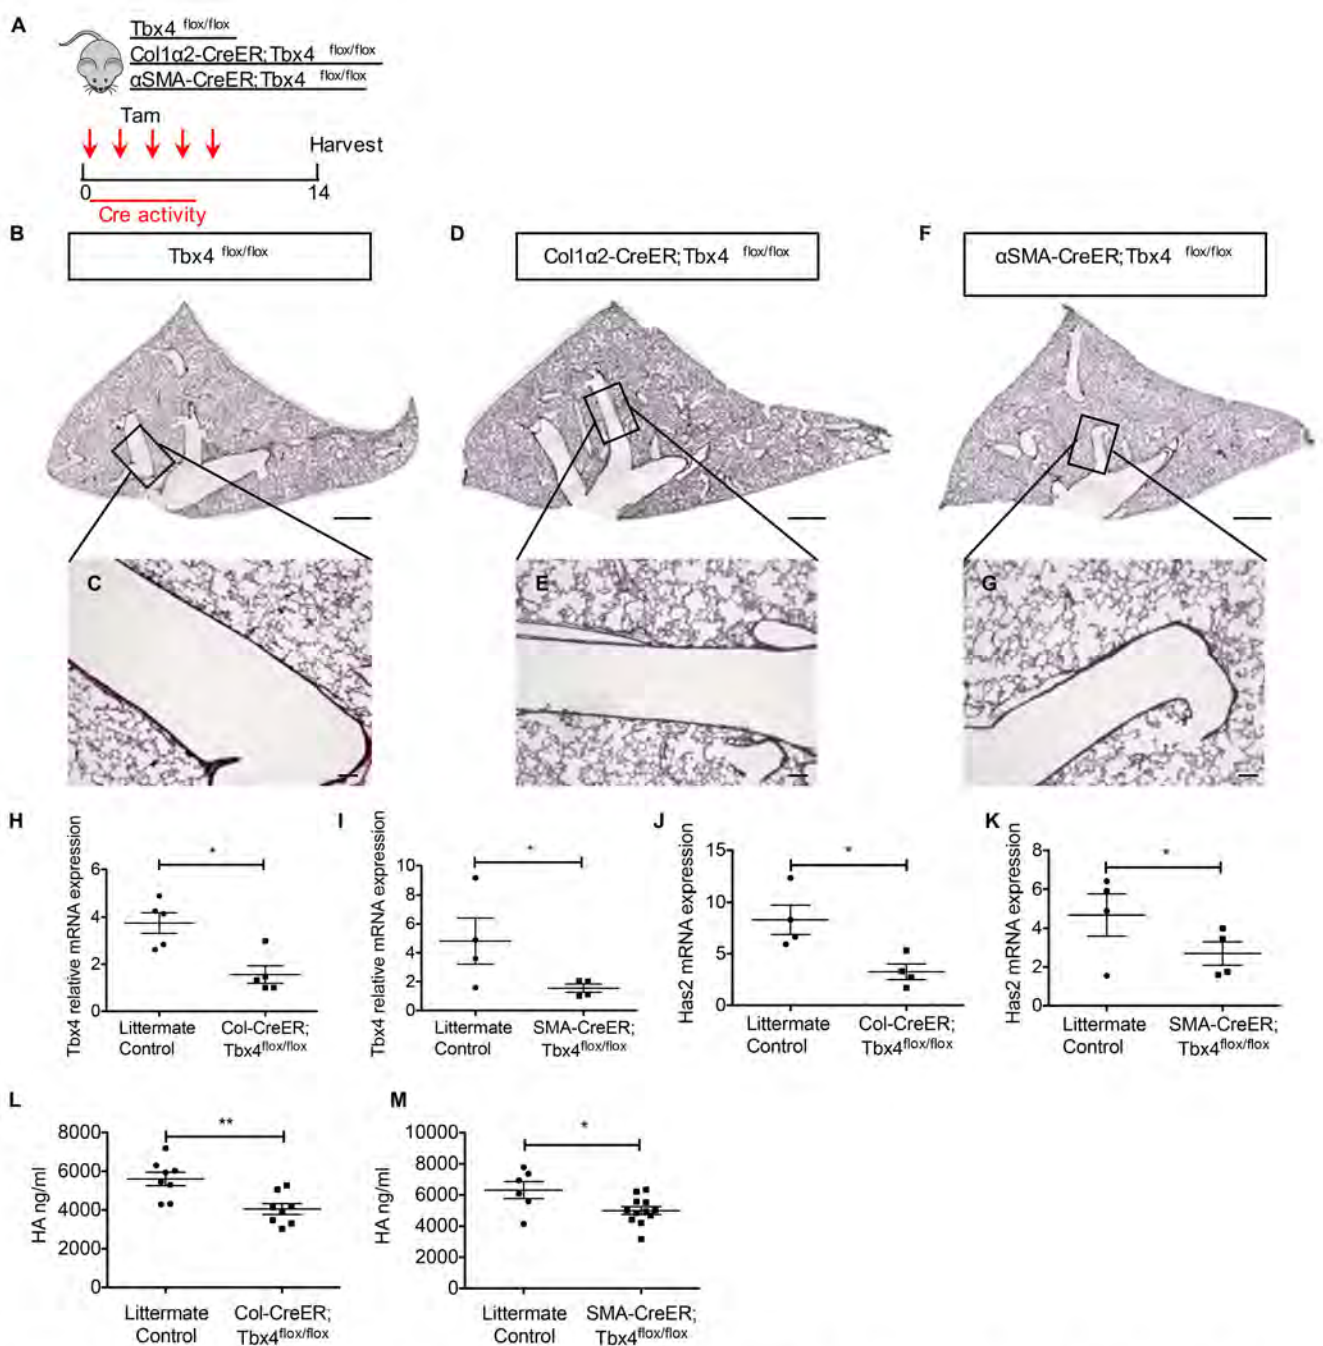 A
Tbx4 flox/flox
Col1α2-CreER;Tbx4 flox/flox
αSMA-CreER;Tbx4 flox/flox
Tam
Harvest
0
14
Cre activity
B
D
F
Tbx4 flox/flox
Col1α2-CreER;Tbx4 flox/flox
αSMA-CreER;Tbx4 flox/flox
C
E
G
H
Tbx4 relative mRNA expression
6
4
2
0
*
Littermate
Control
Col-CreER;
Tbx4flox/flox
I
Tbx4 relative mRNA expression
10
8
6
4
2
0
*
Littermate
Control
SMA-CreER;
Tbx4flox/flox
J
Has2 mRNA expression
15
10
5
0
*
Littermate
Control
Col-CreER;
Tbx4flox/flox
K
Has2 mRNA expression
8
6
4
2
0
*
Littermate
Control
SMA-CreER;
Tbx4flox/flox
L
HA ng/ml
8000
6000
4000
2000
0
**
Littermate
Control
Col-CreER;
Tbx4flox/flox
M
HA ng/ml
10000
8000
6000
4000
2000
0
*
Littermate
Control
SMA-CreER;
Tbx4flox/flox